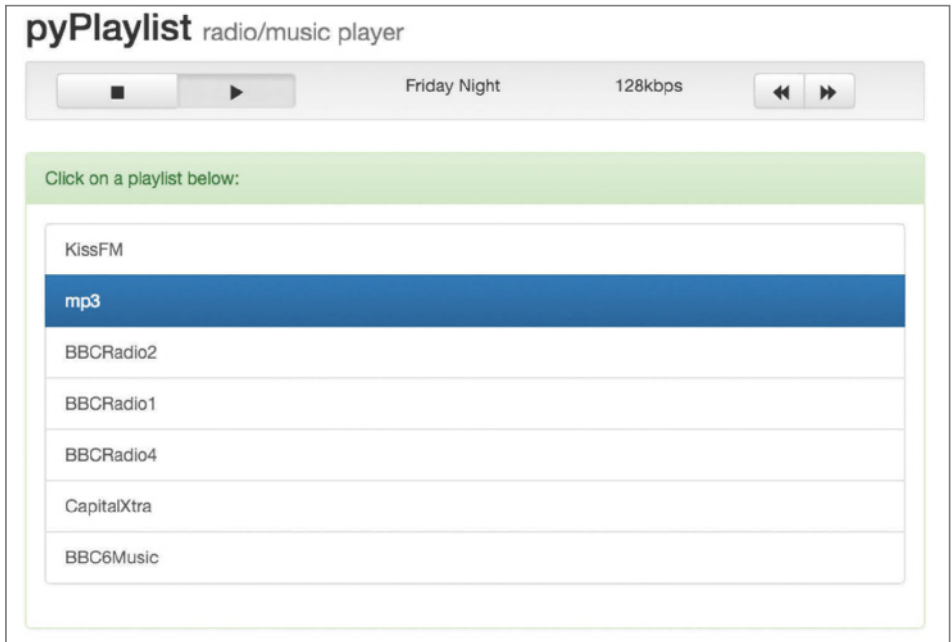 pyPlaylist radio/music player
Friday Night 128kbps
Click on a playlist below:
KissFM
mp3
BBCRadio2
BBCRadio1
BBCRadio4
CapitalXtra
BBC6Music